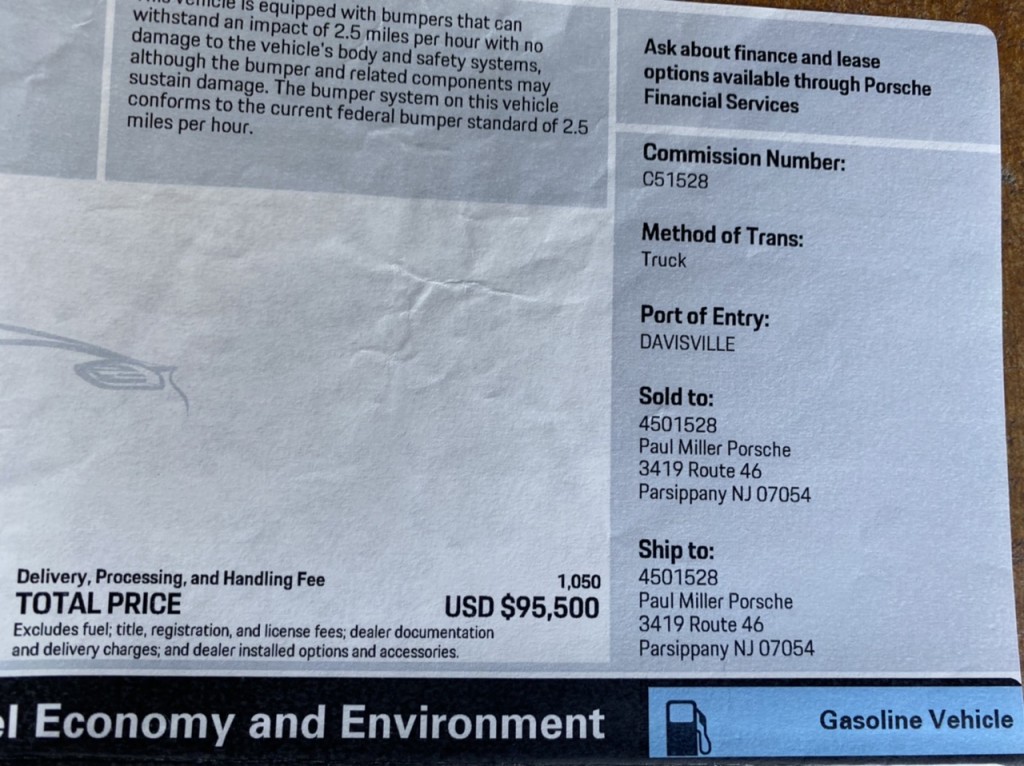 vehicle is equipped with bumpers that can
withstand an impact of 2.5 miles per hour with no
damage to the vehicle's body and safety systems,
although the bumper and related components may
sustain damage. The bumper system on this vehicle
conforms to the current federal bumper standard of 2.5
miles per hour.
Ask about finance and lease
options available through Porsche
Financial Services
Commission Number:
C51528
Method of Trans:
Truck
Port of Entry:
DAVISVILLE
Sold to:
4501528
Paul Miller Porsche
3419 Route 46
Parsippany NJ 07054
Ship to:
4501528
Paul Miller Porsche
3419 Route 46
Parsippany NJ 07054
Delivery, Processing, and Handling Fee 1,050
TOTAL PRICE USD $95,500
Excludes fuel; title, registration, and license fees; dealer documentation
and delivery charges; and dealer installed options and accessories.
Economy and Environment
Gasoline Vehicle